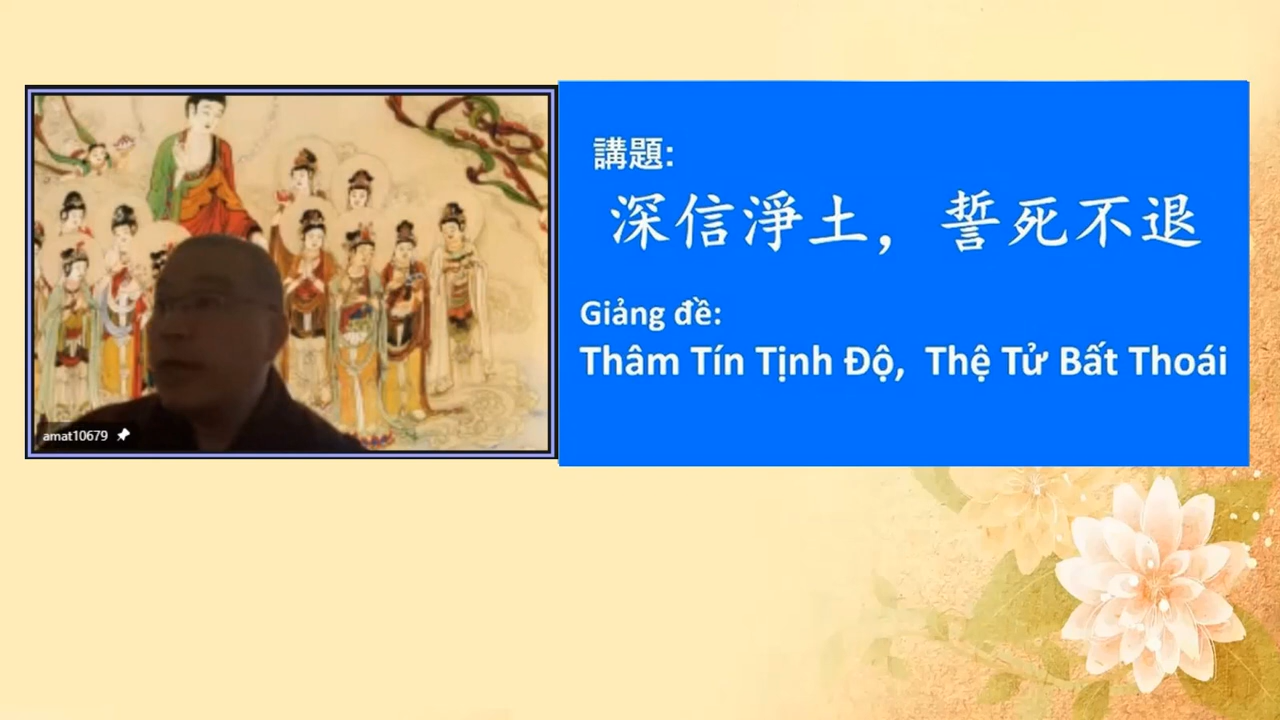 講題:
深信淨土，誓死不退
Giảng đề:
Thâm Tín Tịnh Độ, Thệ Tử Bất Thoái
amat10679